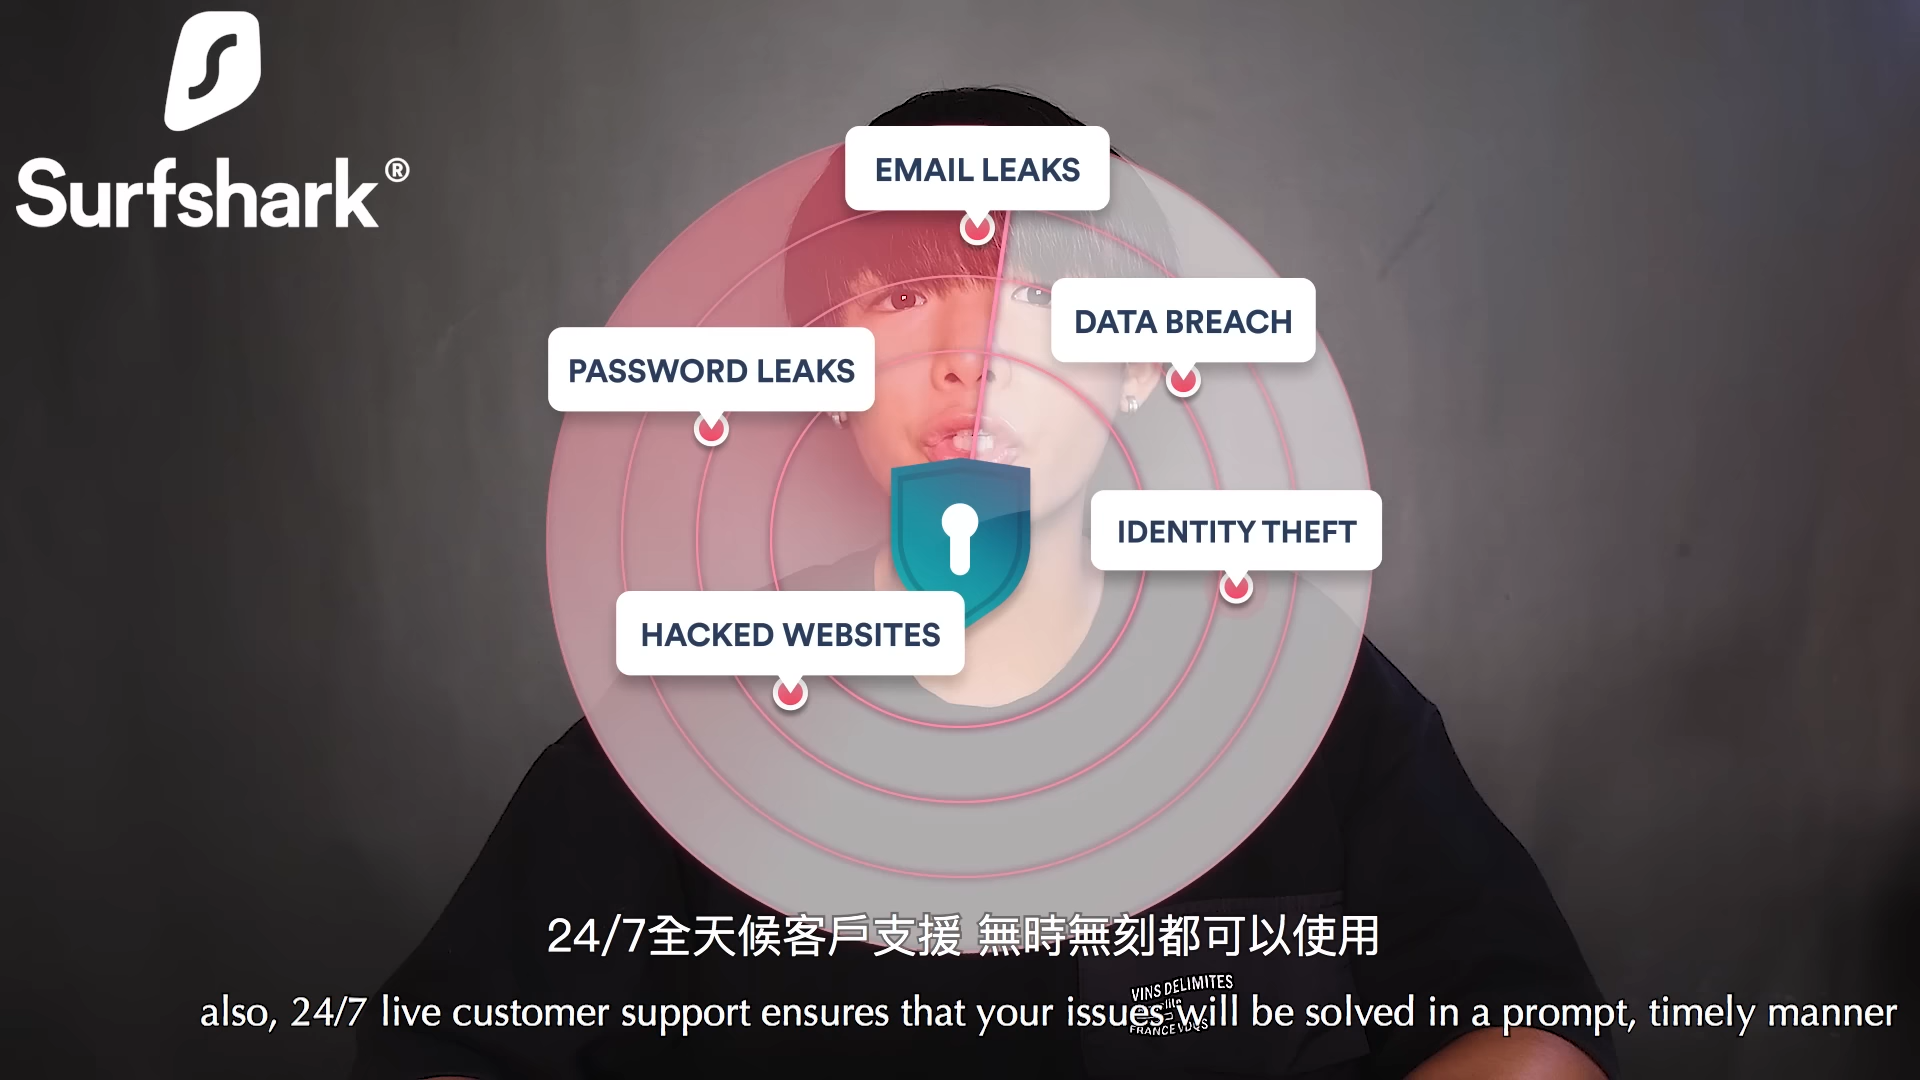 Surfshark®
EMAIL LEAKS
DATA BREACH
PASSWORD LEAKS
IDENTITY THEFT
HACKED WEBSITES
24/7全天候客戶支援 無時無刻都可以使用
VINS DELIMITES
also, 24/7 live customer support ensures that your issues will be solved in a prompt, timely manner
FRANCE VDQS